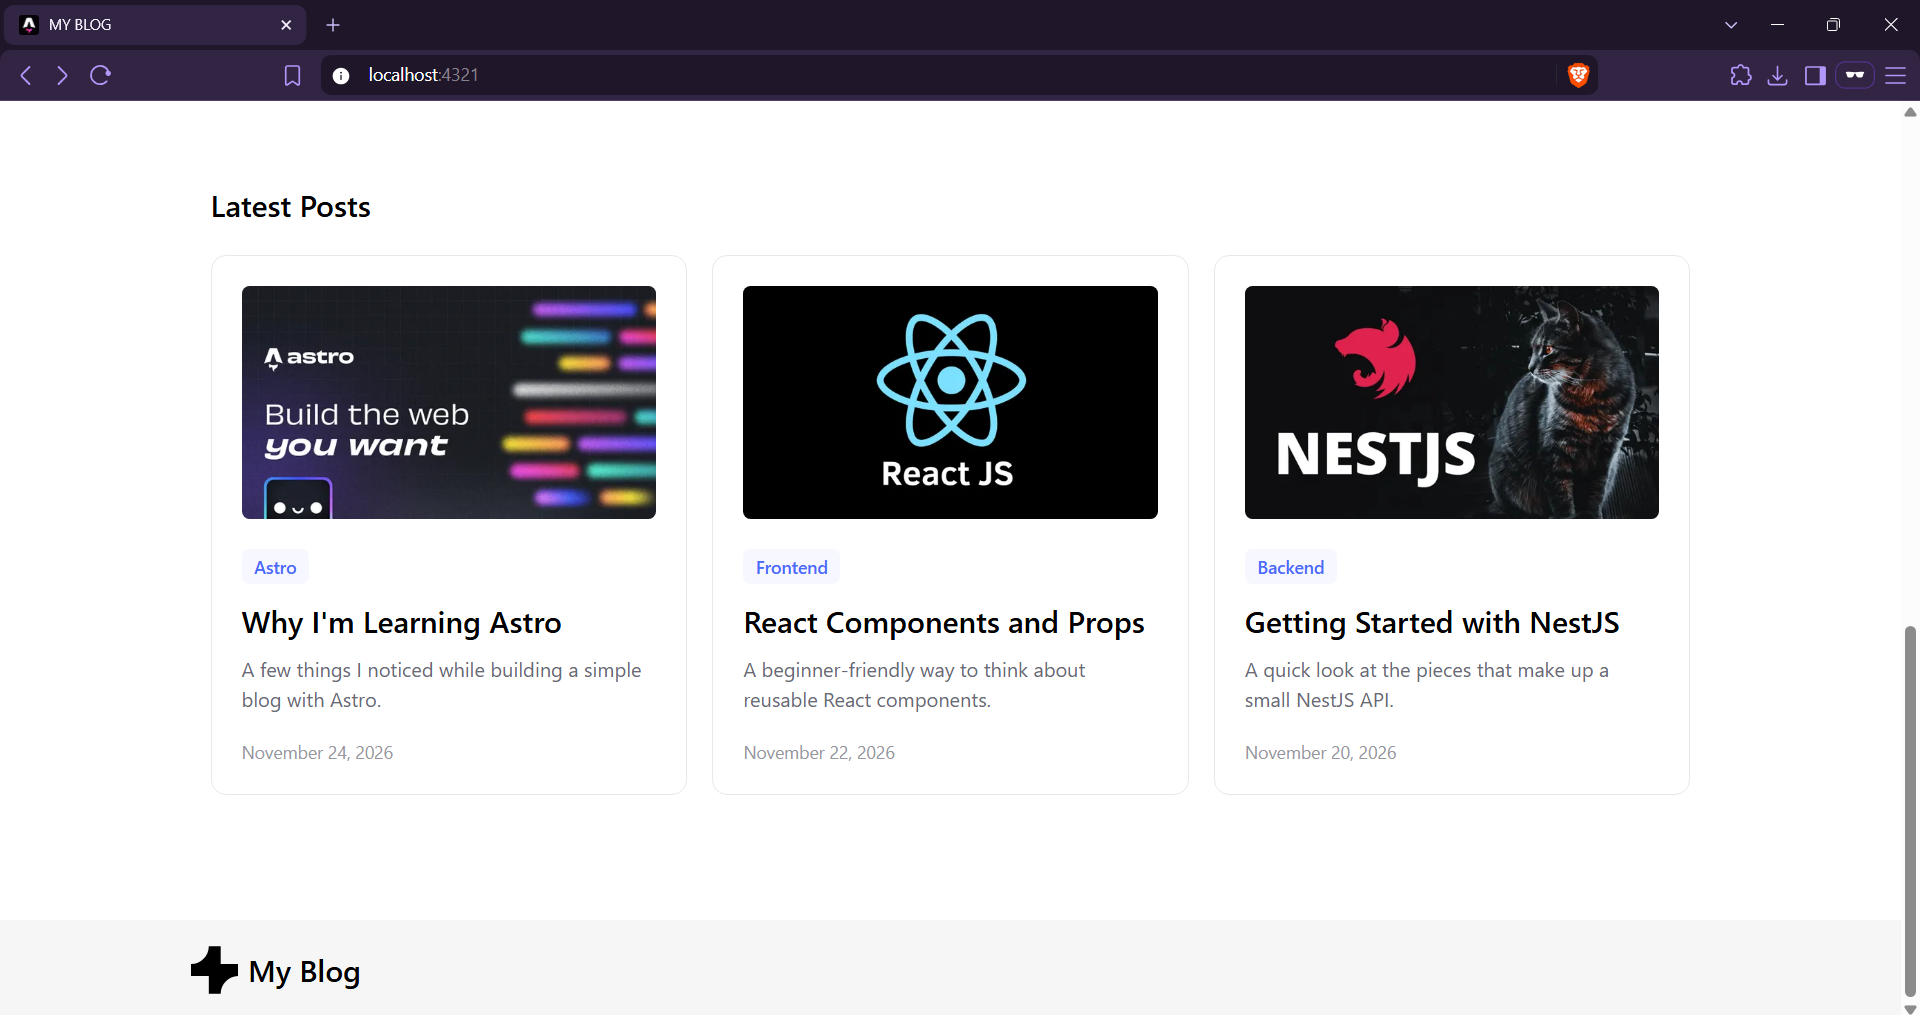 MY BLOG
localhost:4321
Latest Posts
astro
Build the web
you want
React JS
NESTJS
Astro
Why I'm Learning Astro
A few things I noticed while building a simple
blog with Astro.
November 24, 2026
Frontend
React Components and Props
A beginner-friendly way to think about
reusable React components.
November 22, 2026
Backend
Getting Started with NestJS
A quick look at the pieces that make up a
small NestJS API.
November 20, 2026
My Blog